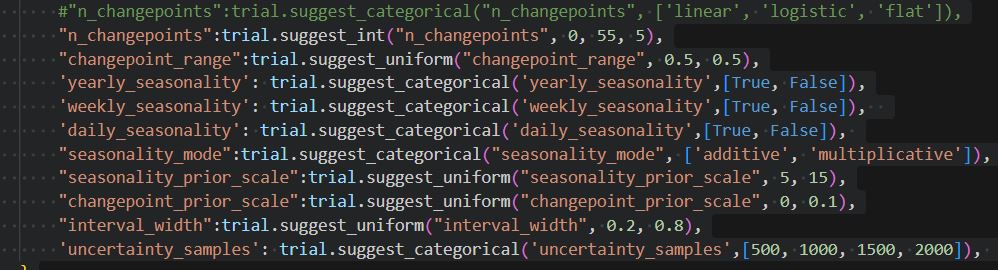 #"n_changepoints":trial.suggest_categorical("n_changepoints", ['linear', 'logistic', 'flat']),
"n_changepoints":trial.suggest_int("n_changepoints", 0, 55, 5),
"changepoint_range":trial.suggest_uniform("changepoint_range", 0.5, 0.5),
'yearly_seasonality': trial.suggest_categorical('yearly_seasonality',[True, False]),
'weekly_seasonality': trial.suggest_categorical('weekly_seasonality',[True, False]),
'daily_seasonality': trial.suggest_categorical('daily_seasonality',[True, False]),
"seasonality_mode":trial.suggest_categorical("seasonality_mode", ['additive', 'multiplicative']),
"seasonality_prior_scale":trial.suggest_uniform("seasonality_prior_scale", 5, 15),
"changepoint_prior_scale":trial.suggest_uniform("changepoint_prior_scale", 0, 0.1),
"interval_width":trial.suggest_uniform("interval_width", 0.2, 0.8),
'uncertainty_samples': trial.suggest_categorical('uncertainty_samples',[500, 1000, 1500, 2000]),